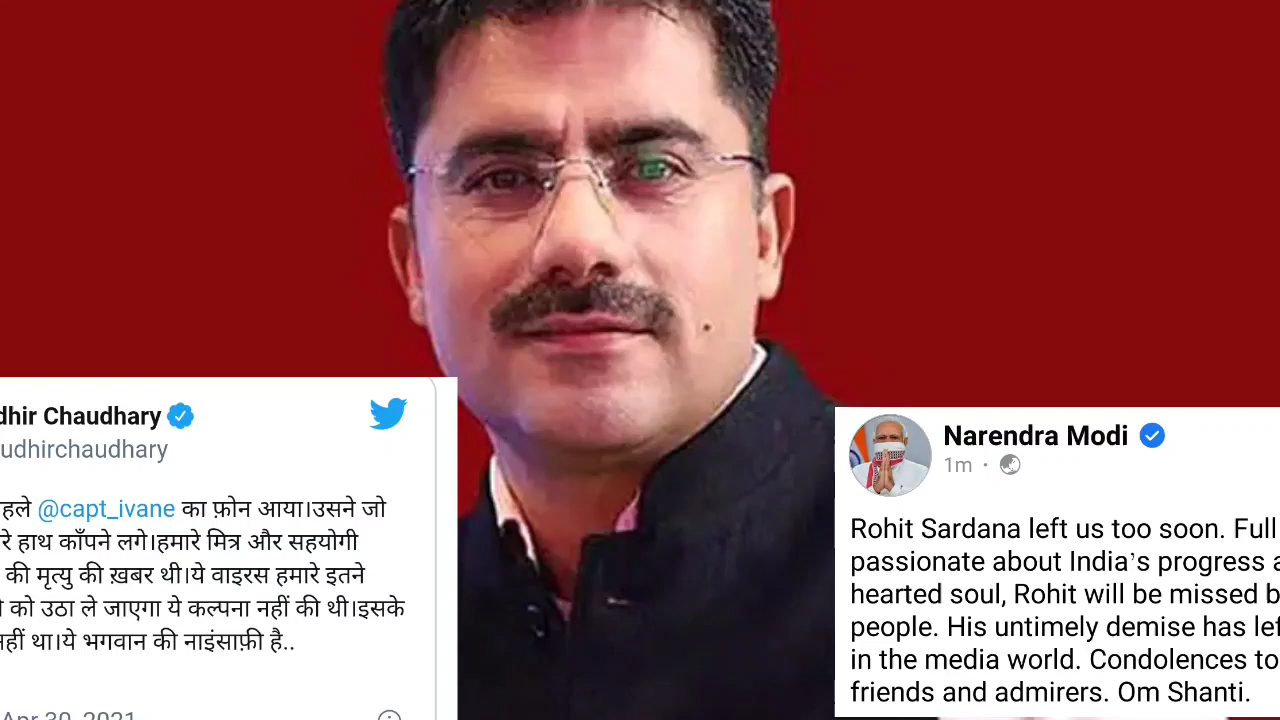 dhir Chaudhary
udhirchaudhary
हले @capt_ivane का फ़ोन आया।उसने जो
रे हाथ काँपने लगे।हमारे मित्र और सहयोगी
की मृत्यु की ख़बर थी।ये वाइरस हमारे इतने
को उठा ले जाएगा ये कल्पना नहीं की थी।इसके
नहीं था।ये भगवान की नाइंसाफ़ी है..
Apr 30, 2021
Narendra Modi
1m ·
Rohit Sardana left us too soon. Full
passionate about India's progress a
hearted soul, Rohit will be missed b
people. His untimely demise has lef
in the media world. Condolences to
friends and admirers. Om Shanti.